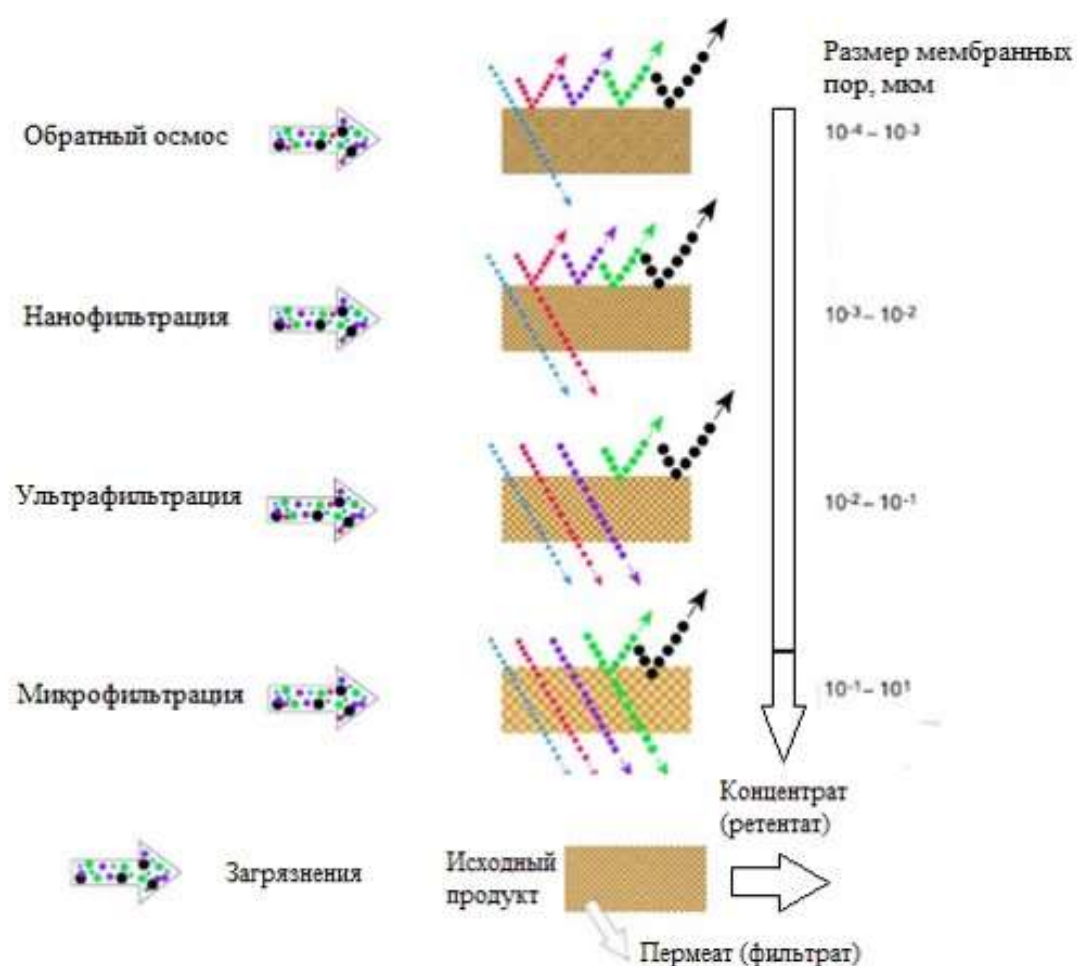 Размер мембранных
пор, мкм
Обратный осмос
10-4 – 10-3
Нанофильтрация
10-3 – 10-2
Ультрафильтрация
10-2 – 10-1
Микрофильтрация
10-1 – 101
Концентрат
(ретентат)
Загрязнения
Исходный
продукт
Пермеат (фильтрат)